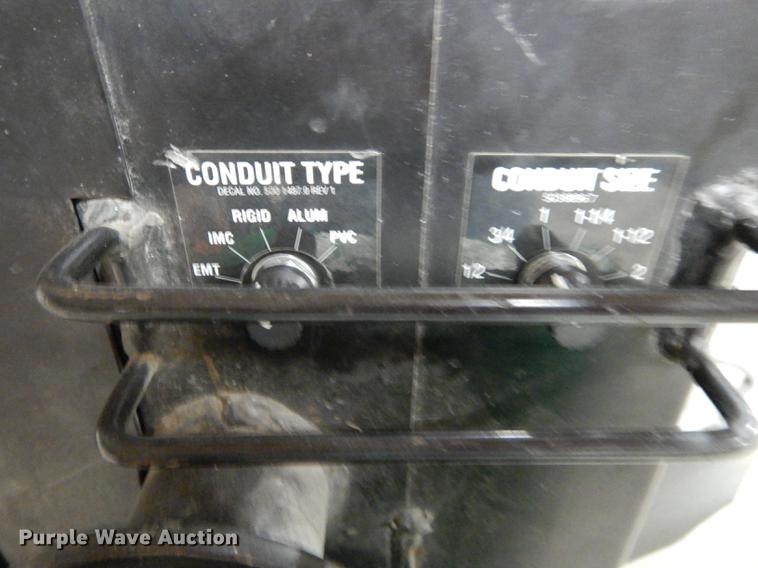 CONDUIT TYPE
RIGID ALUM
IMC PVC
EMT
CONDUIT SIZE
1 1-1/4
3/4 1-1/2
1/2 2
Purple Wave Auction